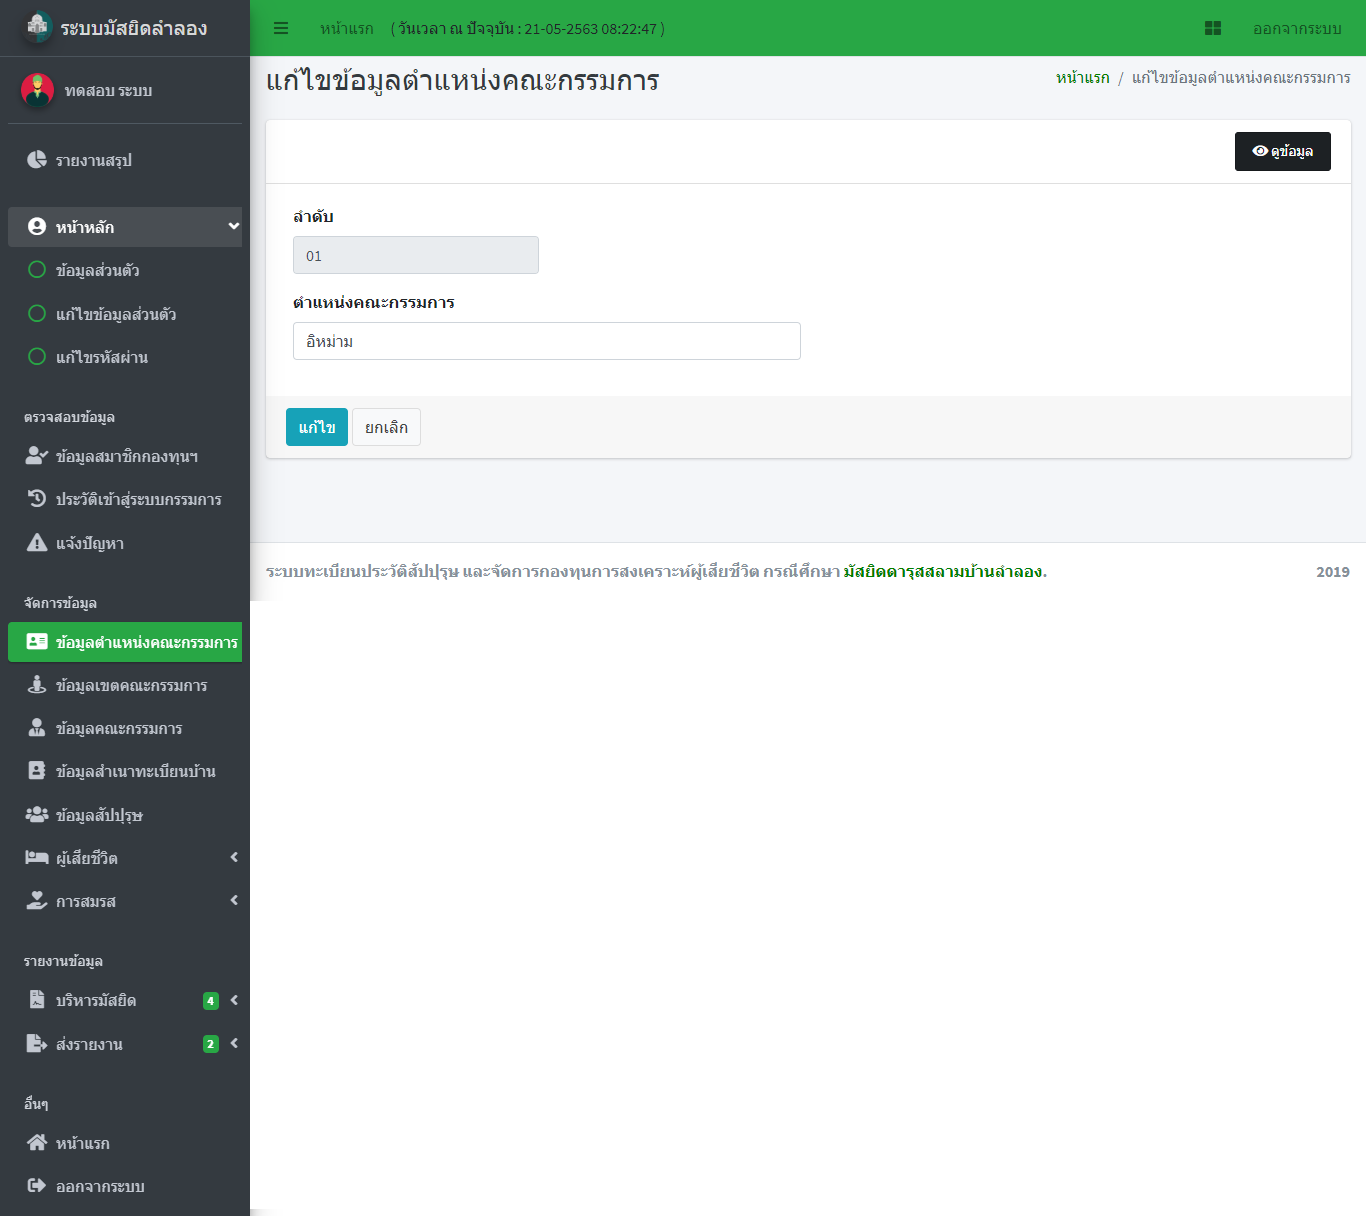 ระบบมัสยิดลำลอง
ทดสอบ ระบบ
รายงานสรุป
หน้าหลัก
ข้อมูลส่วนตัว
แก้ไขข้อมูลส่วนตัว
แก้ไขรหัสผ่าน
ตรวจสอบข้อมูล
ข้อมูลสมาชิกกองทุนฯ
ประวัติเข้าสู่ระบบกรรมการ
แจ้งปัญหา
จัดการข้อมูล
ข้อมูลตำแหน่งคณะกรรมการ
ข้อมูลเขตคณะกรรมการ
ข้อมูลคณะกรรมการ
ข้อมูลสำเนาทะเบียนบ้าน
ข้อมูลสัปปุรุษ
ผู้เสียชีวิต
การสมรส
รายงานข้อมูล
บริหารมัสยิด 4
ส่งรายงาน 2
อื่นๆ
หน้าแรก
ออกจากระบบ
หน้าแรก ( วันเวลา ณ ปัจจุบัน : 21-05-2563 08:22:47 ) ออกจากระบบ
แก้ไขข้อมูลตำแหน่งคณะกรรมการ
หน้าแรก / แก้ไขข้อมูลตำแหน่งคณะกรรมการ
ดูข้อมูล
ลำดับ
01
ตำแหน่งคณะกรรมการ
อิหม่าม
แก้ไข ยกเลิก
ระบบทะเบียนประวัติสัปปุรุษ และจัดการกองทุนการสงเคราะห์ผู้เสียชีวิต กรณีศึกษา มัสยิดดารุสสลามบ้านลำลอง. 2019